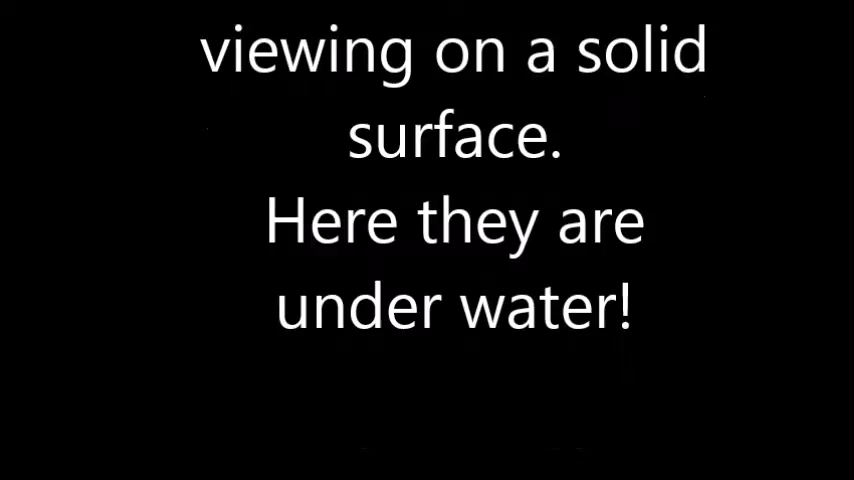 viewing on a solid
surface.
Here they are
under water!